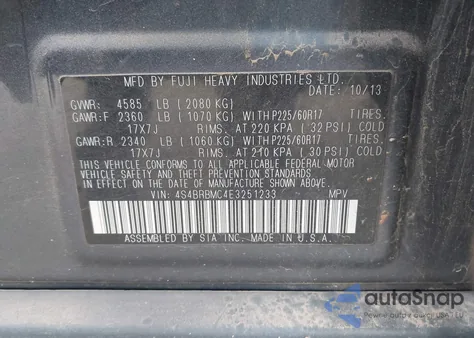 MFD BY FUJI HEAVY INDUSTRIES LTD.
DATE: 10/13
GVWR: 4585 LB (2080 KG)
GAWR:F 2360 LB (1070 KG) WITH P225/60R17 TIRES.
17X7J RIMS. AT 220 KPA (32 PSI) COLD
GAWR:R 2340 LB (1060 KG) WITH P225/60R17 TIRES.
17X7J RIMS. AT 210 KPA (30 PSI) COLD
THIS VEHICLE CONFORMS TO ALL APPLICABLE FEDERAL MOTOR
VEHICLE SAFETY BUMPER AND THEFT PREVENTION
STANDARDS IN EFFECT ON THE DATE OF MANUFACTURE
SHOWN ABOVE.
VIN: 4S4BRBMC4E3251233 MPV
ASSEMBLED BY SIA INC. MADE IN U.S.A.
autoSnap